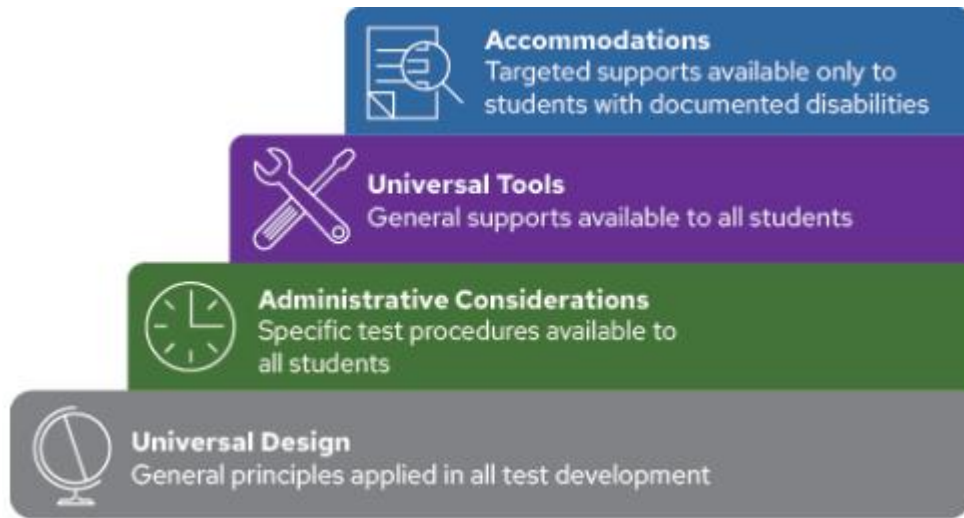 Accommodations
Targeted supports available only to
students with documented disabilities
Universal Tools
General supports available to all students
Administrative Considerations
Specific test procedures available to
all students
Universal Design
General principles applied in all test development